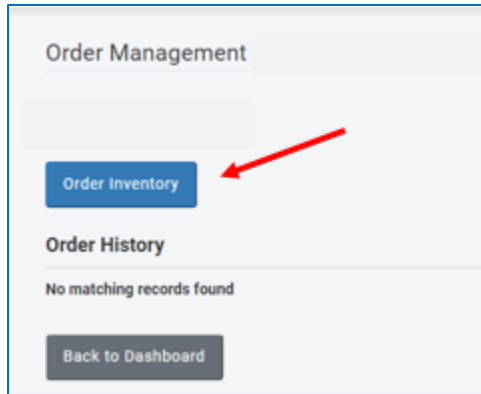 Order Management
Order Inventory
Order History
No matching records found
Back to Dashboard